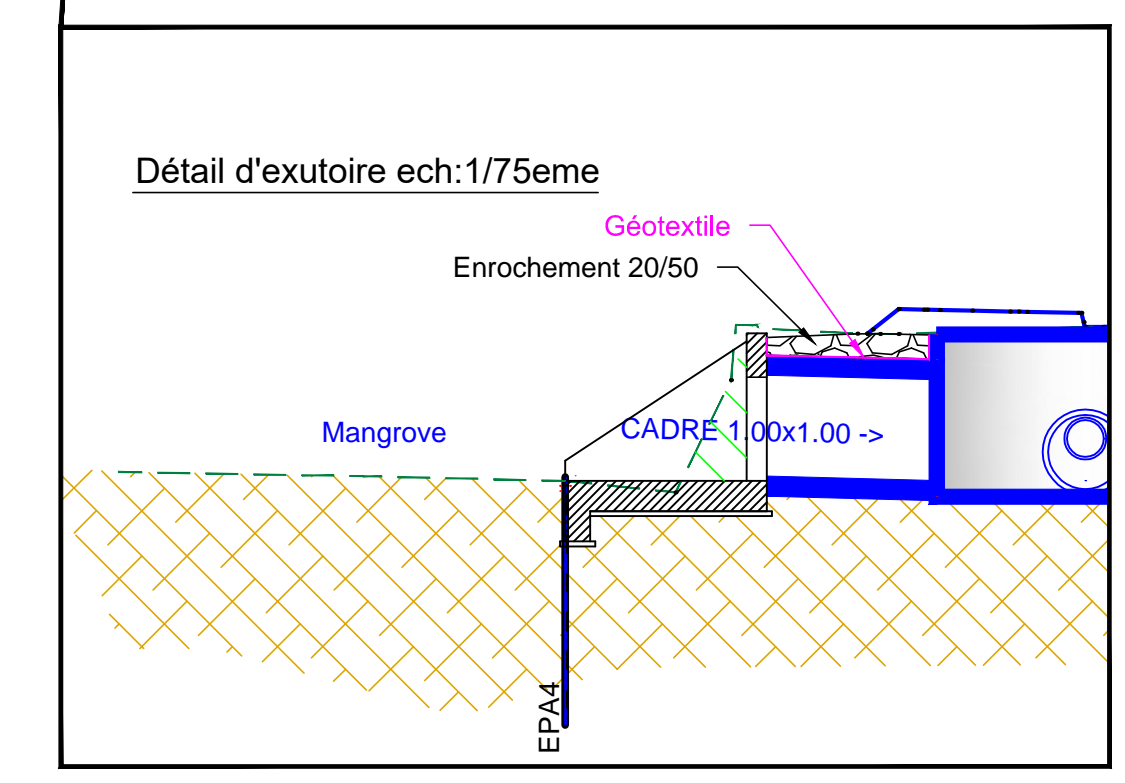 Détail d'exutoire ech:1/75eme
Géotextile
Enrochement 20/50
Mangrove
CADRE 1.00x1.00 ->
EPA4